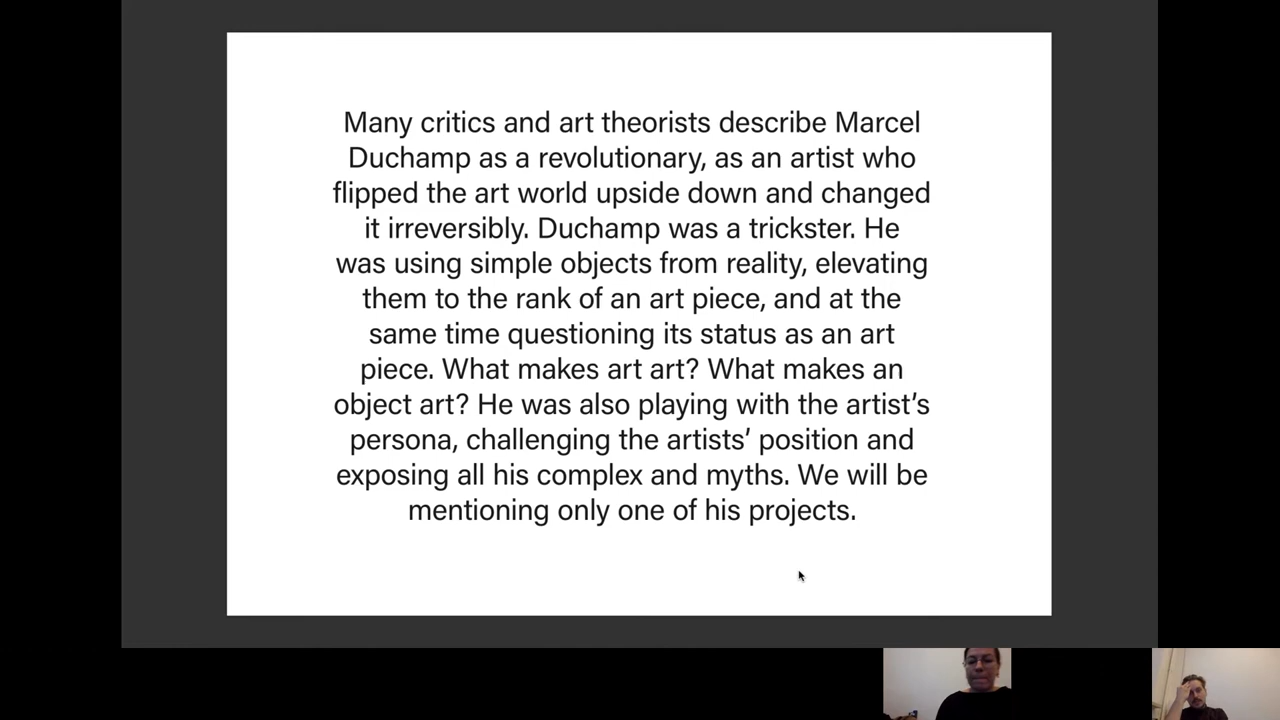 Many critics and art theorists describe Marcel
Duchamp as a revolutionary, as an artist who
flipped the art world upside down and changed
it irreversibly. Duchamp was a trickster. He
was using simple objects from reality, elevating
them to the rank of an art piece, and at the
same time questioning its status as an art
piece. What makes art art? What makes an
object art? He was also playing with the artist’s
persona, challenging the artists’ position and
exposing all his complex and myths. We will be
mentioning only one of his projects.